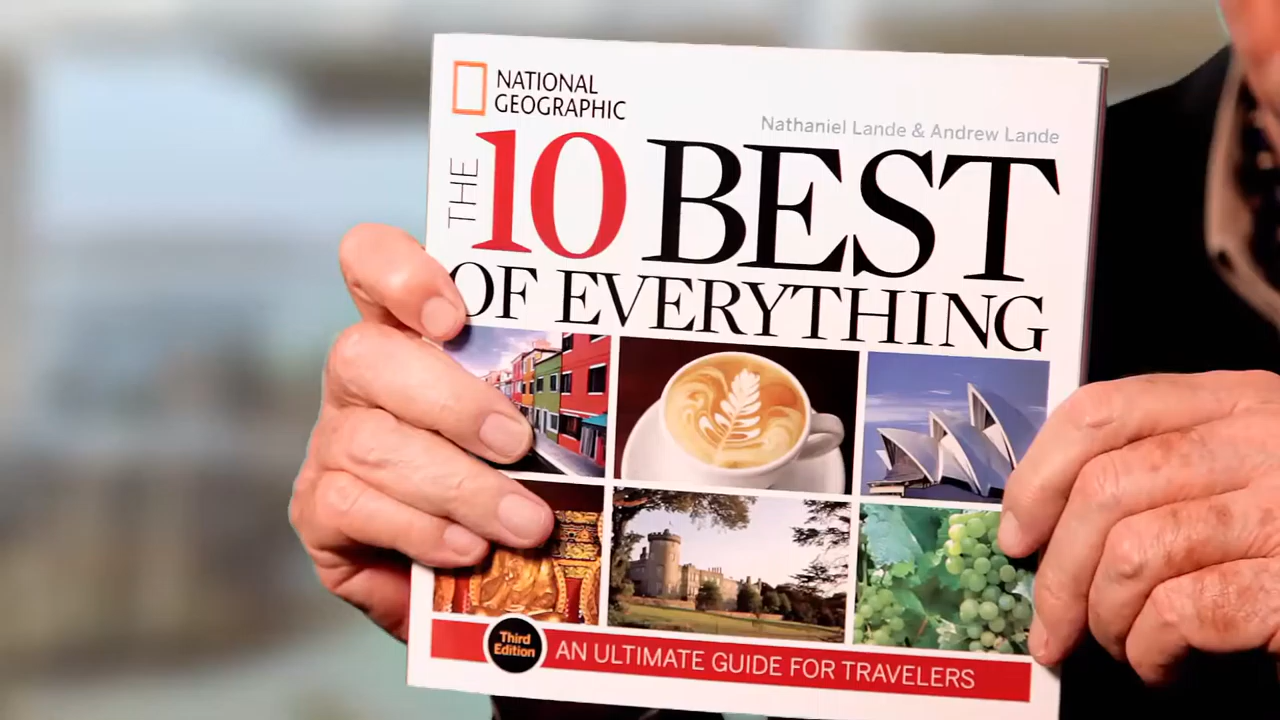 NATIONAL
GEOGRAPHIC
Nathaniel Lande & Andrew Lande
THE 10 BEST
OF EVERYTHING
Third
Edition
AN ULTIMATE GUIDE FOR TRAVELERS